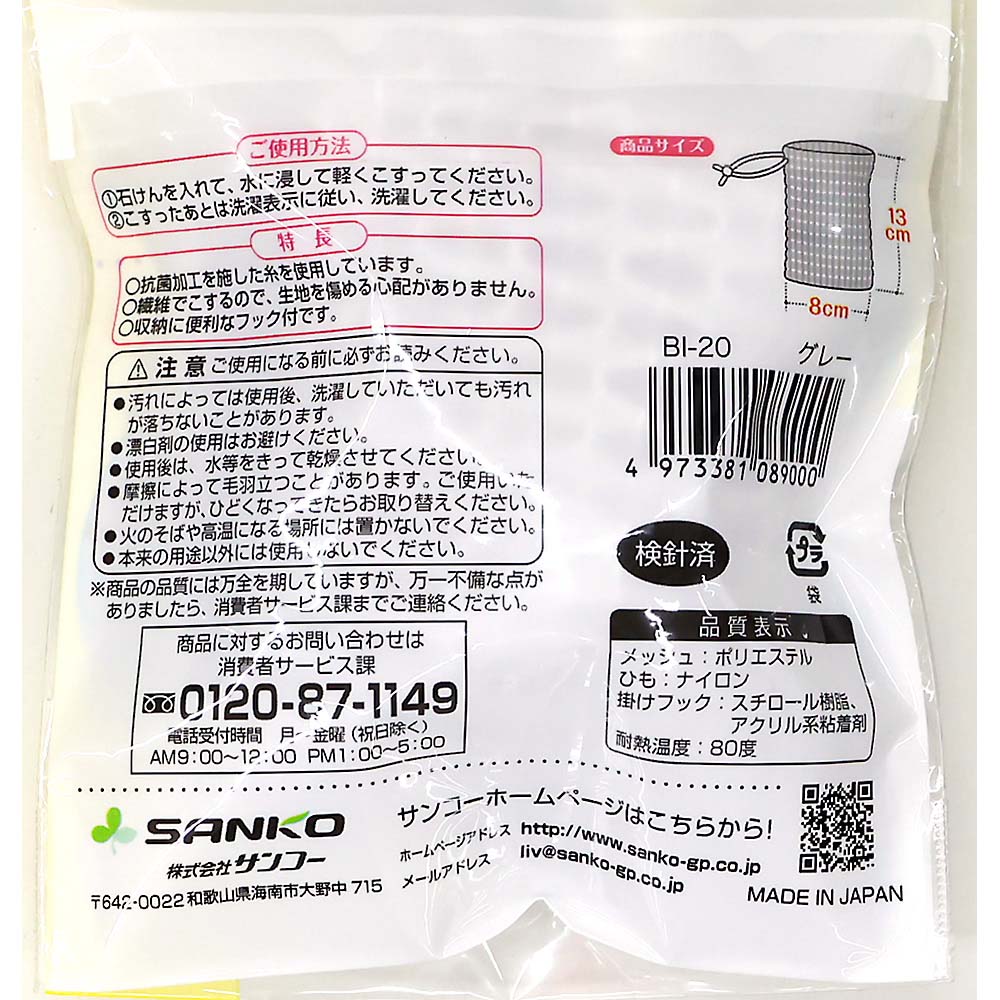 ご使用方法
①石けんを入れて、水に浸して軽くこすってください。
②こすったあとは洗濯表示に従い、洗濯してください。
特長
○抗菌加工を施した糸を使用しています。
○繊維でこするので、生地を傷める心配がありません。
○収納に便利なフック付です。
注意 ご使用になる前に必ずお読みください。
●汚れによっては使用後、洗濯していただいても汚れ
が落ちないことがあります。
●漂白剤の使用はお避けください。
●使用後は、水等をきって乾燥させてください。
●摩擦によって毛羽立つことがあります。ご使用いた
だけますが、ひどくなってきたらお取り替えください。
●火のそばや高温になる場所には置かないでください。
●本来の用途以外には使用しないでください。
※商品の品質には万全を期していますが、万一不備な点が
ありましたら、消費者サービス課までご連絡ください。
商品に対するお問い合わせは
消費者サービス課
0120-87-1149
電話受付時間 月~金曜(祝日除く)
AM9:00~12:00 PM1:00~5:00
商品サイズ
13
cm
8cm
BI-20 グレー
4 973381 089000
検針済
プラ
袋
品質表示
メッシュ:ポリエステル
ひも:ナイロン
掛けフック:スチロール樹脂、
アクリル系粘着剤
耐熱温度:80度
SANKO
株式会社サンコー
〒642-0022 和歌山県海南市大野中715
サンコーホームページはこちらから!
ホームページアドレス http://www.sanko-gp.co.jp
メールアドレス liv@sanko-gp.co.jp
MADE IN JAPAN